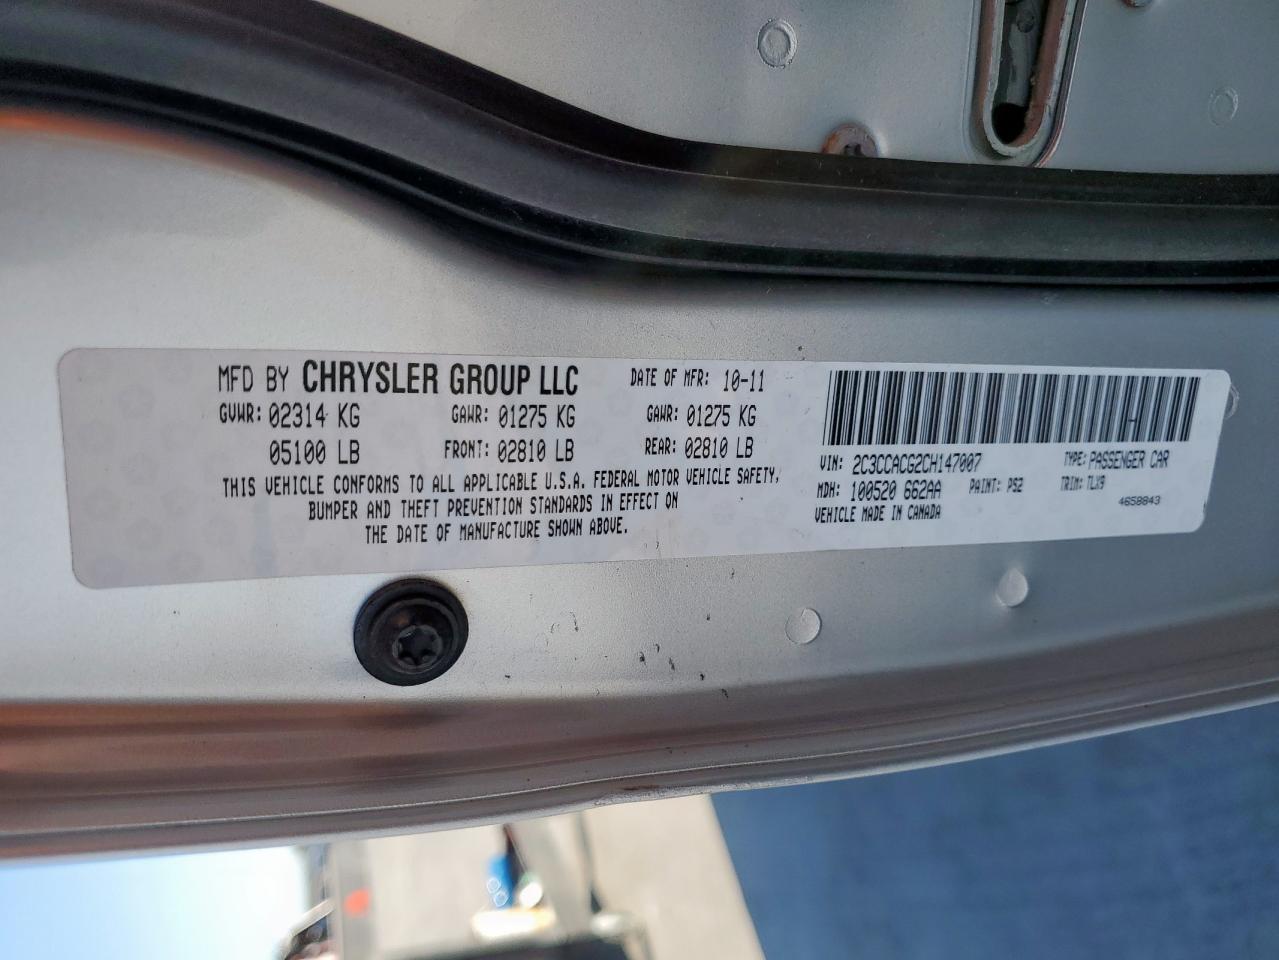 MFD BY CHRYSLER GROUP LLC DATE OF MFR: 10-11
GVWR: 02314 KG GAWR: 01275 KG GAWR: 01275 KG
05100 LB FRONT: 02810 LB REAR: 02810 LB
THIS VEHICLE CONFORMS TO ALL APPLICABLE U.S.A. FEDERAL MOTOR VEHICLE SAFETY,
BUMPER AND THEFT PREVENTION STANDARDS IN EFFECT ON
THE DATE OF MANUFACTURE SHOWN ABOVE.
VIN: 2C3CCACG2CH147007 TYPE: PASSENGER CAR
MDH: 100520 662AA PAINT: PS2 TRIM: TLX9
VEHICLE MADE IN CANADA 4658843